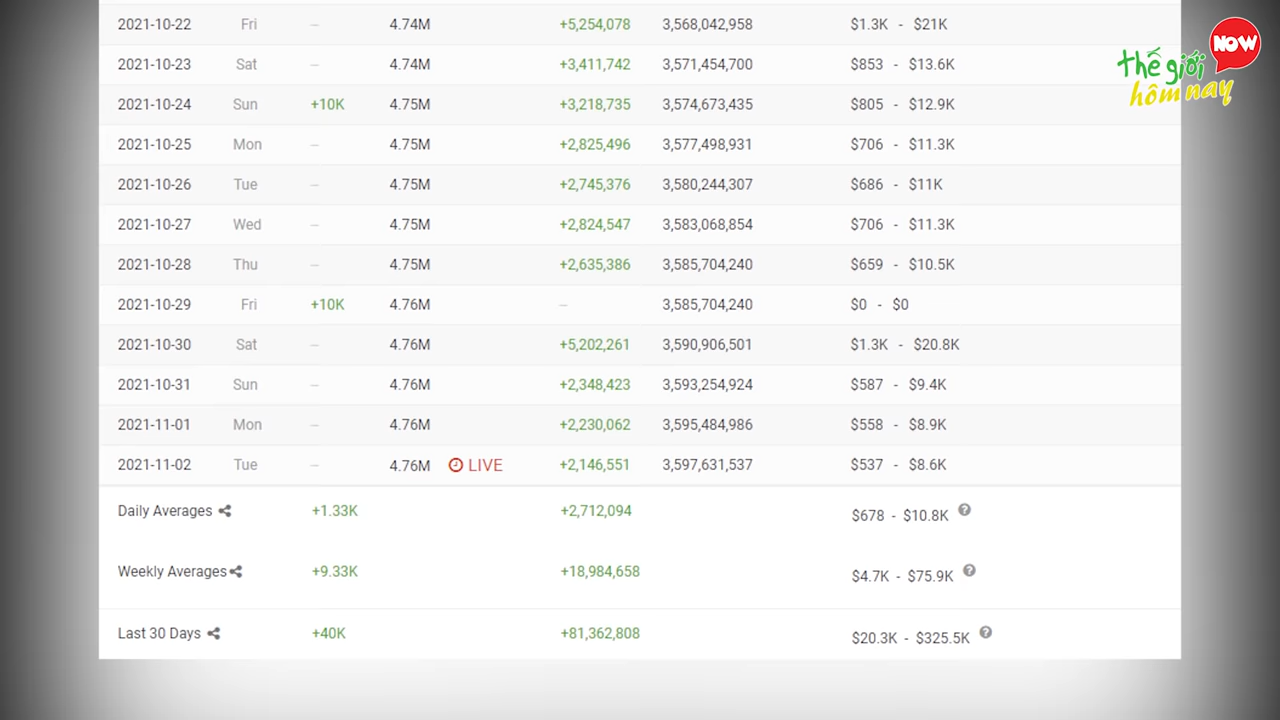 2021-10-22 Fri – 4.74M +5,254,078 3,568,042,958 $1.3K - $21K
NOW
2021-10-23 Sat – 4.74M +3,411,742 3,571,454,700 $853 - $13.6K
thế giới
hôm nay
2021-10-24 Sun +10K 4.75M +3,218,735 3,574,673,435 $805 - $12.9K
2021-10-25 Mon – 4.75M +2,825,496 3,577,498,931 $706 - $11.3K
2021-10-26 Tue – 4.75M +2,745,376 3,580,244,307 $686 - $11K
2021-10-27 Wed – 4.75M +2,824,547 3,583,068,854 $706 - $11.3K
2021-10-28 Thu – 4.75M +2,635,386 3,585,704,240 $659 - $10.5K
2021-10-29 Fri +10K 4.76M – 3,585,704,240 $0 - $0
2021-10-30 Sat – 4.76M +5,202,261 3,590,906,501 $1.3K - $20.8K
2021-10-31 Sun – 4.76M +2,348,423 3,593,254,924 $587 - $9.4K
2021-11-01 Mon – 4.76M +2,230,062 3,595,484,986 $558 - $8.9K
2021-11-02 Tue – 4.76M LIVE +2,146,551 3,597,631,537 $537 - $8.6K
Daily Averages +1.33K +2,712,094 $678 - $10.8K ?
Weekly Averages +9.33K +18,984,658 $4.7K - $75.9K ?
Last 30 Days +40K +81,362,808 $20.3K - $325.5K ?